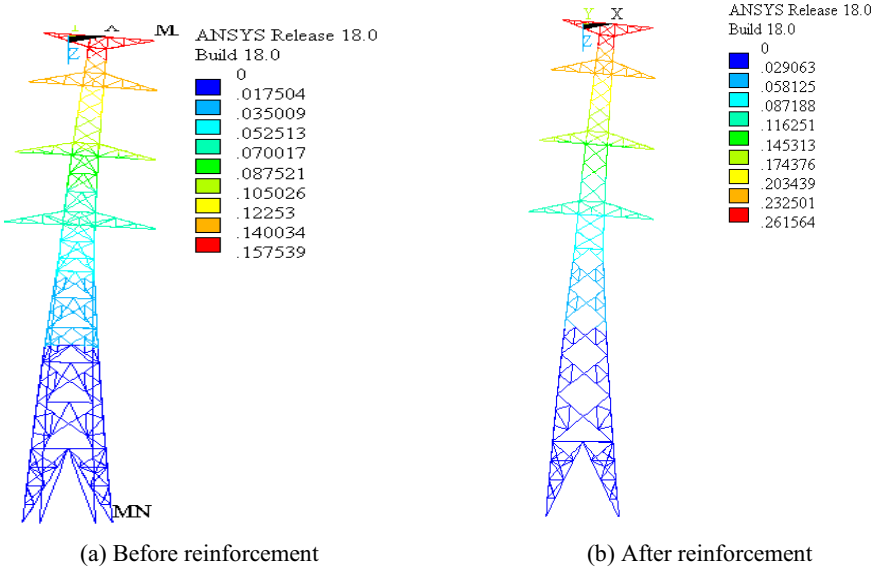 Y X M
Z
ANSYS Release 18.0
Build 18.0
0
.017504
.035009
.052513
.070017
.087521
.105026
.12253
.140034
.157539
MN
(a) Before reinforcement
Y X
Z
ANSYS Release 18.0
Build 18.0
0
.029063
.058125
.087188
.116251
.145313
.174376
.203439
.232501
.261564
(b) After reinforcement